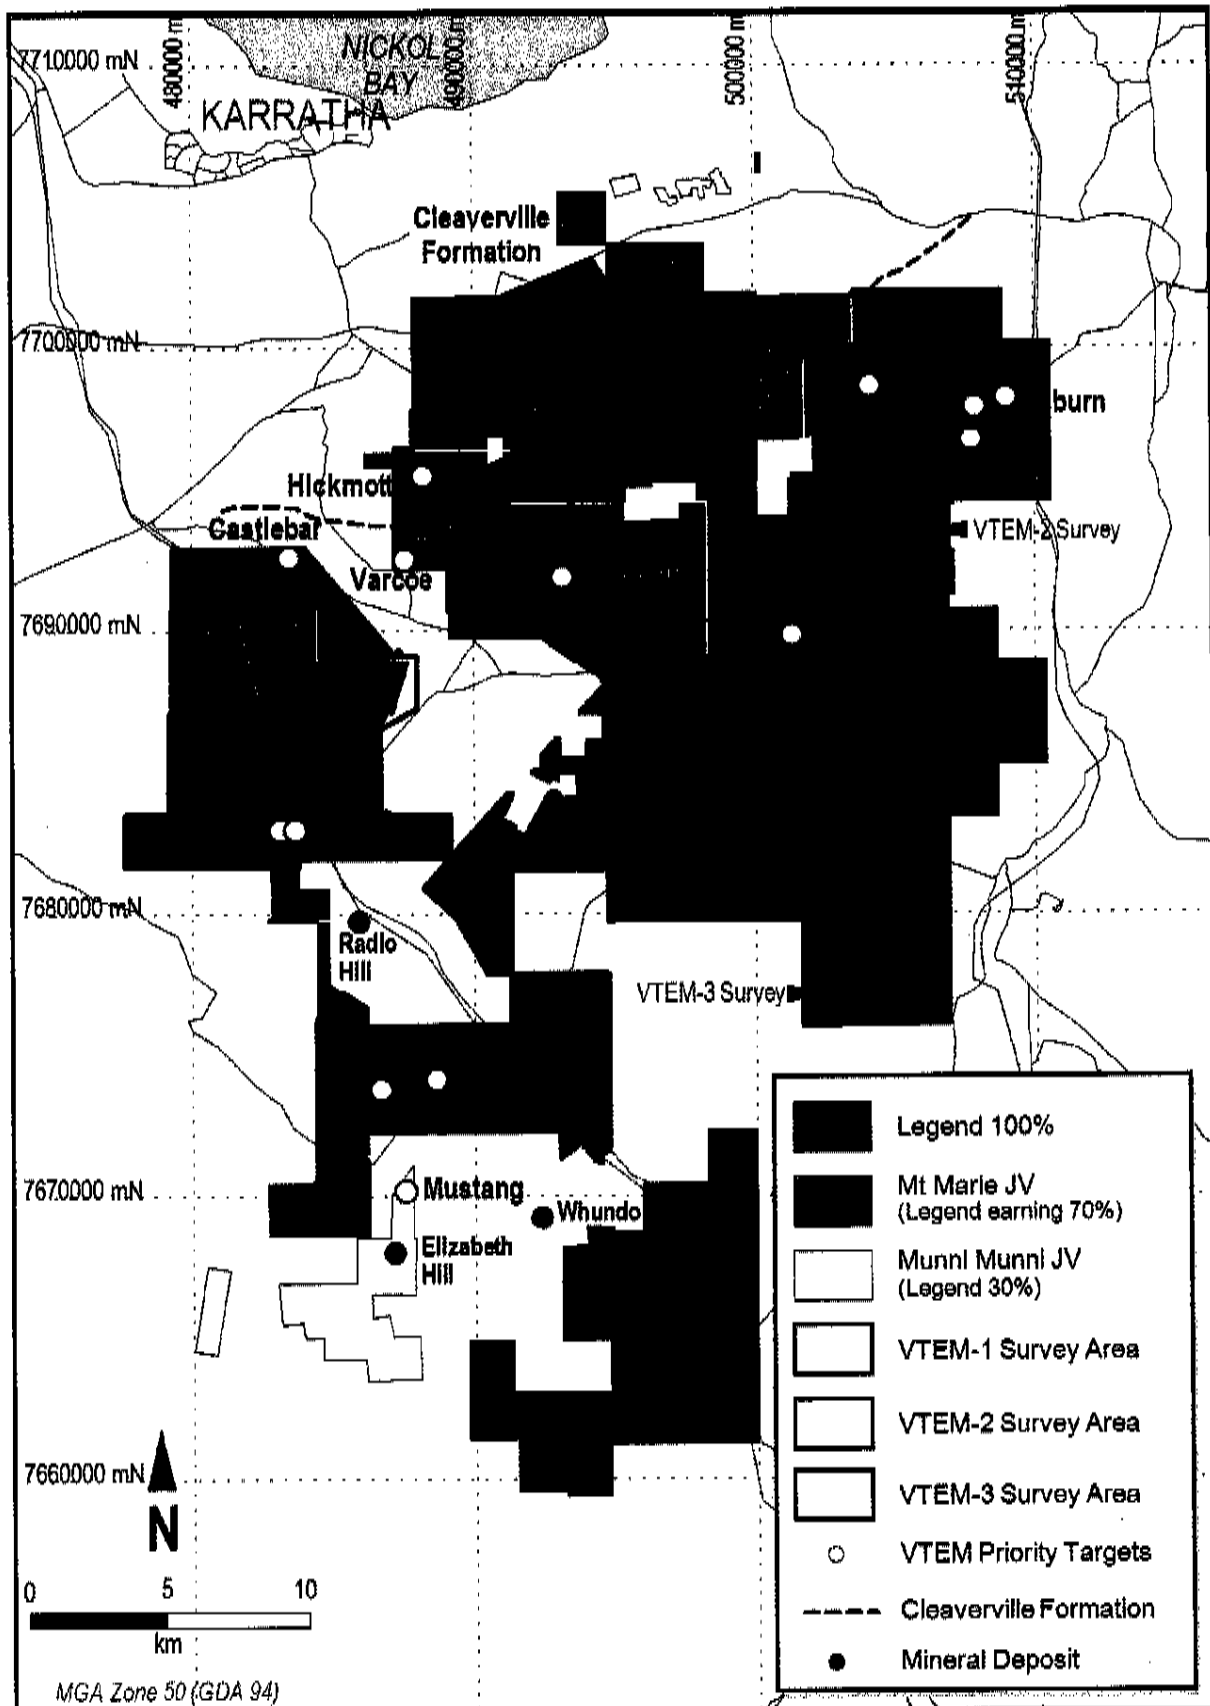 7710000 mN
480000 m
NICKOL
BAY
490000 m
500000 m
510000 m
KARRATHA
Cleaverville
Formation
7700000 mN
burn
Hickmott
Castlebar
VTEM-2 Survey
Varcoe
7690000 mN
7680000 mN
Radio
Hill
VTEM-3 Survey
7670000 mN
Mustang
Whundo
Elizabeth
Hill
7660000 mN
N
0 5 10
km
MGA Zone 50 (GDA 94)
Legend 100%
Mt Marie JV
(Legend earning 70%)
Munni Munni JV
(Legend 30%)
VTEM-1 Survey Area
VTEM-2 Survey Area
VTEM-3 Survey Area
VTEM Priority Targets
Cleaverville Formation
Mineral Deposit